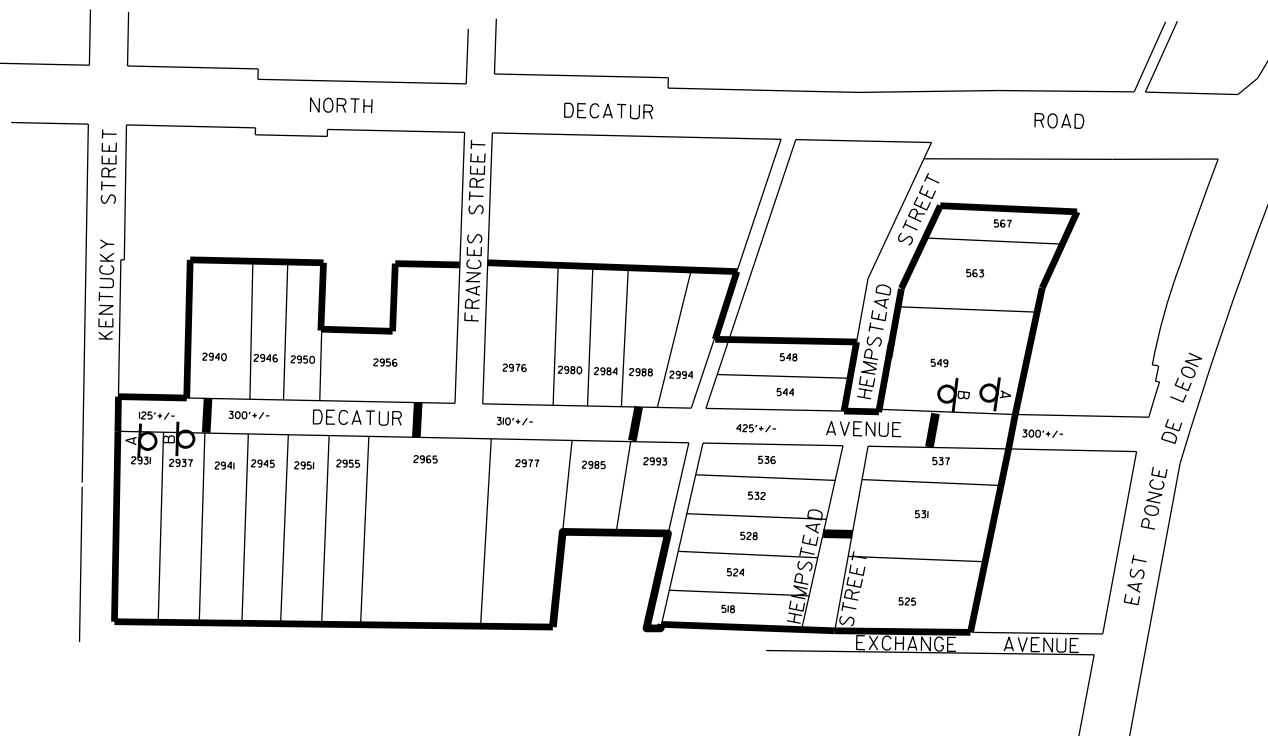 NORTH DECATUR ROAD
KENTUCKY STREET
FRANCES STREET
HEMPSTEAD STREET
567
563
2940 2946 2950 2956 2976 2980 2984 2988 2994
548
549
544
B A
125'+/- 300'+/- DECATUR 310'+/- 425'+/- AVENUE 300'+/-
A B
2931 2937 2941 2945 2951 2955 2965 2977 2985 2993 536 537
532
531
528
524
525
518
HEMPSTEAD STREET
EXCHANGE AVENUE
EAST PONCE DE LEON